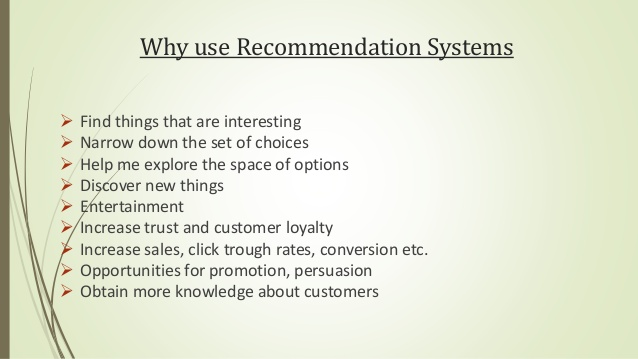 Why use Recommendation Systems
Find things that are interesting
Narrow down the set of choices
Help me explore the space of options
Discover new things
Entertainment
Increase trust and customer loyalty
Increase sales, click trough rates, conversion etc.
Opportunities for promotion, persuasion
Obtain more knowledge about customers